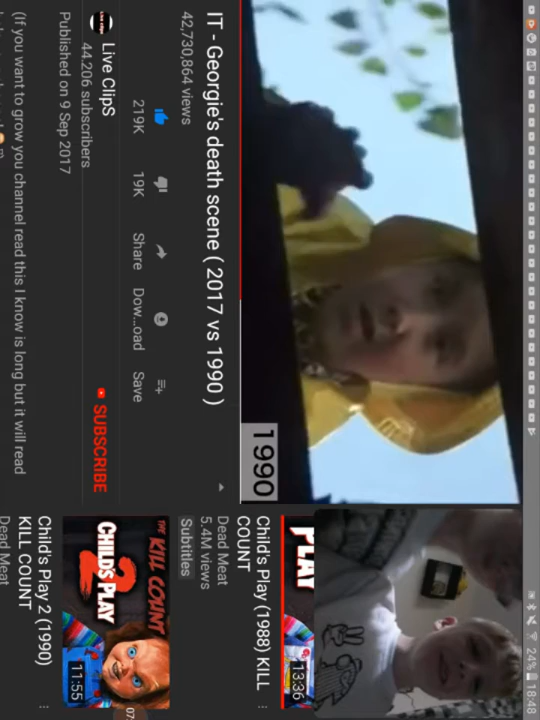 24% 18:48
1990
IT - Georgie's death scene ( 2017 vs 1990 )
42,730,864 views
219K
19K
Share
Dow...oad
Save
Live ClipS
44.206 subscribers
SUBSCRIBE
Published on 9 Sep 2017
(If you want to grow you channel read this I know is long but it will read
PLAY
13:36
Child's Play (1988) KILL
COUNT
Dead Meat
5.4M views
Subtitles
THE KILL COUNT
CHILD'S PLAY
2
11:55
Child's Play 2 (1990)
KILL COUNT
Dead Meat
07: